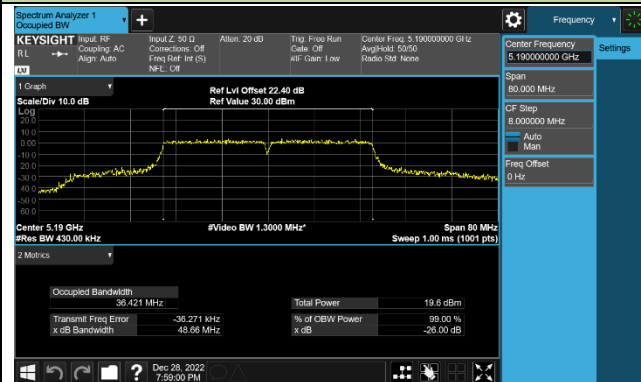 Spectrum Analyzer 1
Occupied BW
+
Frequency
KEYSIGHT
RL
LXI
Input: RF
Coupling: AC
Align: Auto
Input Z: 50 Ω
Corrections: Off
Freq Ref: Int (S)
NFE: Off
Atten: 20 dB
Trig: Free Run
Gate: Off
#IF Gain: Low
Center Freq: 5.190000000 GHz
Avg|Hold: 50/50
Radio Std: None
Center Frequency
5.190000000 GHz
Settings
Span
80.000 MHz
CF Step
8.000000 MHz
Auto
Man
Freq Offset
0 Hz
1 Graph
Scale/Div 10.0 dB
Ref Lvl Offset 22.40 dB
Ref Value 30.00 dBm
Log
20.0
10.0
0.00
-10.0
-20.0
-30.0
-40.0
-50.0
-60.0
Center 5.19 GHz
#Res BW 430.00 kHz
#Video BW 1.3000 MHz*
Span 80 MHz
Sweep 1.00 ms (1001 pts)
2 Metrics
Occupied Bandwidth
36.421 MHz
Total Power 19.6 dBm
Transmit Freq Error -36.271 kHz
% of OBW Power 99.00 %
x dB Bandwidth 48.66 MHz
x dB -26.00 dB
?
Dec 28, 2022
7:59:00 PM